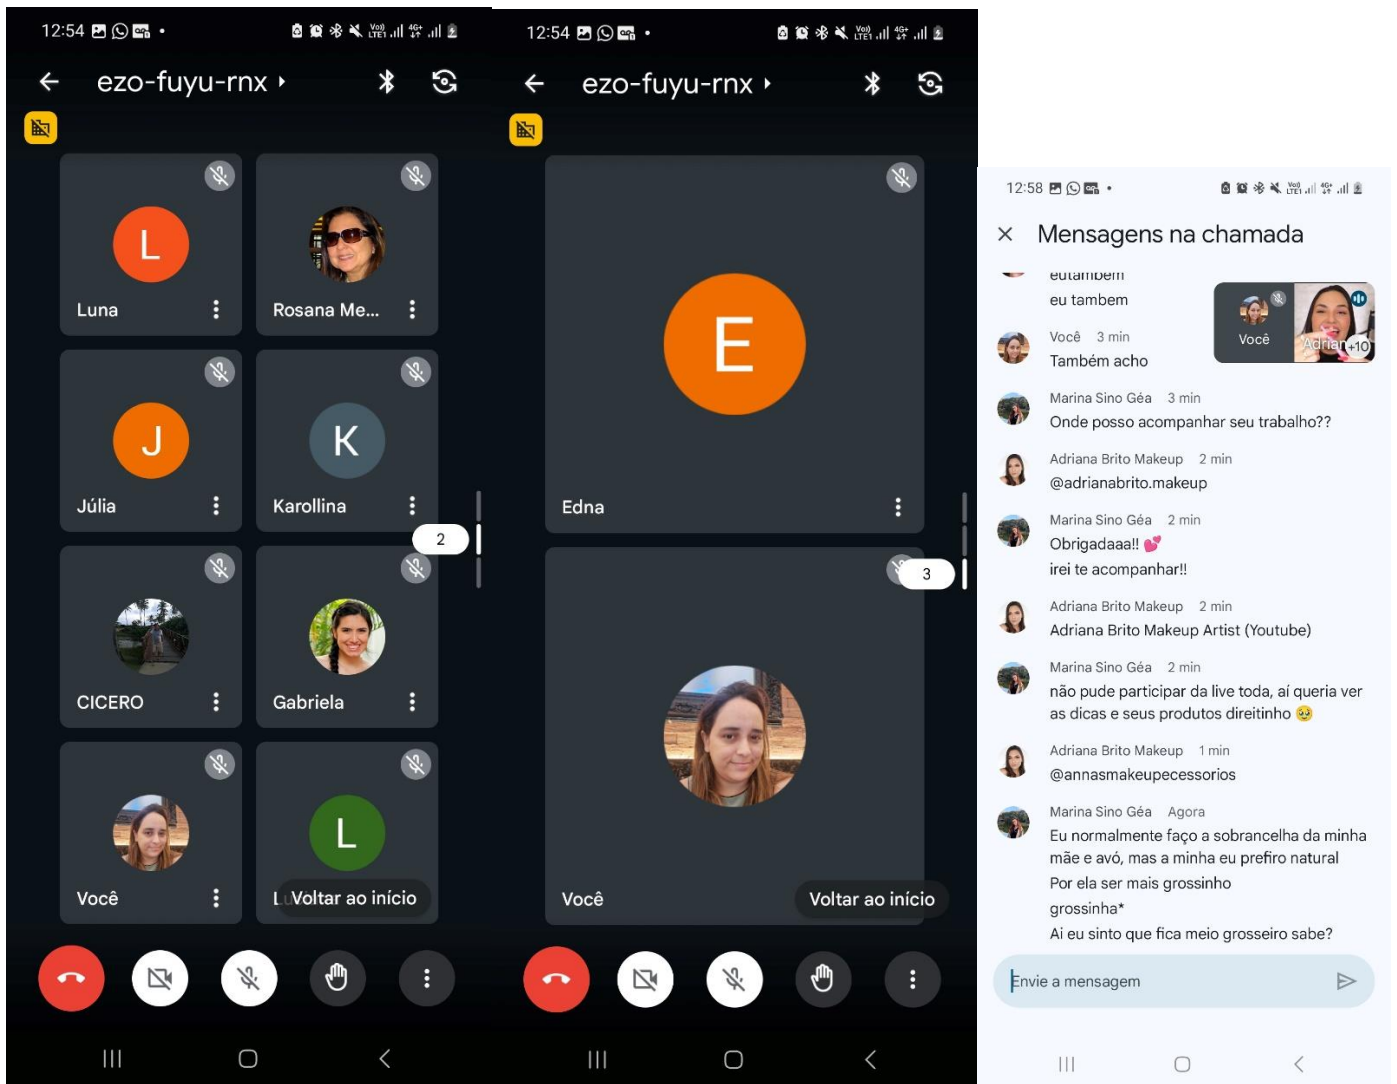 12:54
ezo-fuyu-rnx
L
Luna
Rosana Me...
J
Júlia
K
Karollina
2
CICERO
Gabriela
Você
L
Voltar ao início
12:54
ezo-fuyu-rnx
E
Edna
3
Você
Voltar ao início
12:58
Mensagens na chamada
eutambem
eu tambem
Você 3 min
Também acho
Você
Adrian
+10
Marina Sino Géa 3 min
Onde posso acompanhar seu trabalho??
Adriana Brito Makeup 2 min
@adrianabrito.makeup
Marina Sino Géa 2 min
Obrigadaaa!! 💕
irei te acompanhar!!
Adriana Brito Makeup 2 min
Adriana Brito Makeup Artist (Youtube)
Marina Sino Géa 2 min
não pude participar da live toda, aí queria ver
as dicas e seus produtos direitinho 🥹
Adriana Brito Makeup 1 min
@annasmakeupecessorios
Marina Sino Géa Agora
Eu normalmente faço a sobrancelha da minha
mãe e avó, mas a minha eu prefiro natural
Por ela ser mais grossinho
grossinha*
Ai eu sinto que fica meio grosseiro sabe?
Envie a mensagem